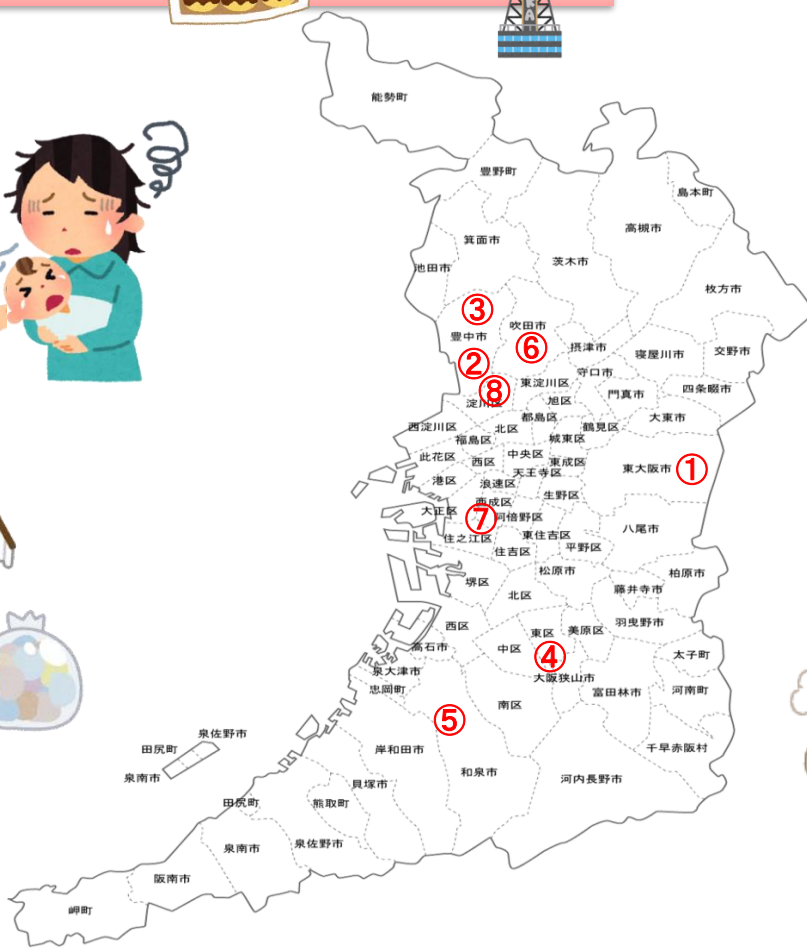 能勢町
豊野町
島本町
高槻市
箕面市
茨木市
池田市
枚方市
③
吹田市
豊中市
⑥
摂津市
寝屋川市
交野市
②
守口市
東淀川区
⑧
四条畷市
門真市
淀川区
旭区
都島区
大東市
西淀川区
北区
鶴見区
福島区
城東区
中央区
此花区
西区
東成区
東大阪市
①
天王寺区
港区
浪速区
生野区
西成区
大正区
⑦
阿倍野区
八尾市
住之江区
東住吉区
住吉区
平野区
松原市
柏原市
堺区
藤井寺市
北区
羽曳野市
西区
東区
美原区
高石市
中区
④
太子町
泉大津市
大阪狭山市
忠岡町
富田林市
河南町
南区
⑤
泉佐野市
田尻町
岸和田市
千早赤阪村
和泉市
泉南市
河内長野市
貝塚市
田尻町
熊取町
泉南市
泉佐野市
阪南市
岬町